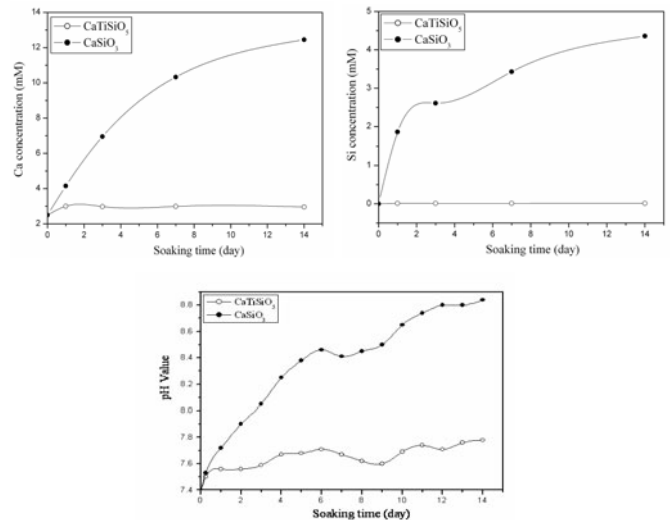 CaTiSiO5
CaSiO3
Ca concentration (mM)
14
12
10
8
6
4
2
0 2 4 6 8 10 12 14
Soaking time (day)
CaTiSiO5
CaSiO3
Si concentration (mM)
5
4
3
2
1
0
0 2 4 6 8 10 12 14
Soaking time (day)
CaTiSiO5
CaSiO3
pH Value
8.8
8.6
8.4
8.2
8.0
7.8
7.6
7.4
0 2 4 6 8 10 12 14
Soaking time (day)